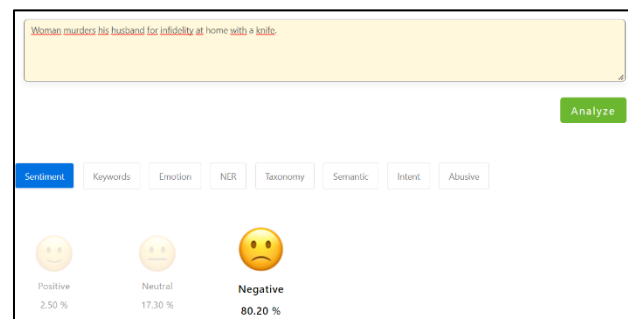 Woman murders his husband for infidelity at home with a knife.
Analyze
Sentiment Keywords Emotion NER Taxonomy Semantic Intent Abusive
Positive Neutral Negative
2.50 % 17.30 % 80.20 %